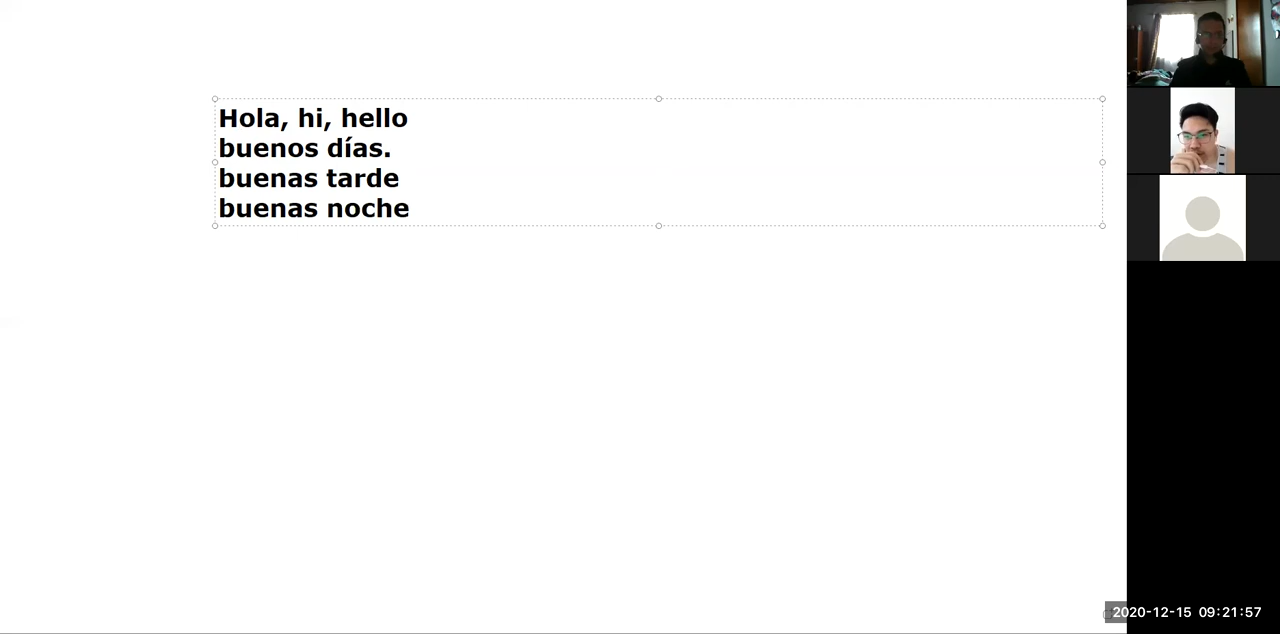 Hola, hi, hello
buenos días.
buenas tarde
buenas noche
2020-12-15 09:21:57